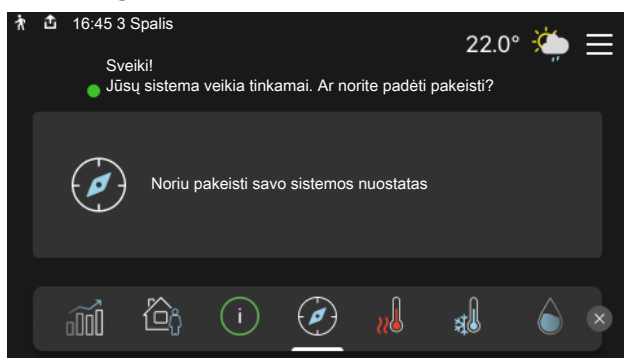 16:45 3 Spalis
22.0°
Sveiki!
Jūsų sistema veikia tinkamai. Ar norite padėti pakeisti?
Noriu pakeisti savo sistemos nuostatas
i